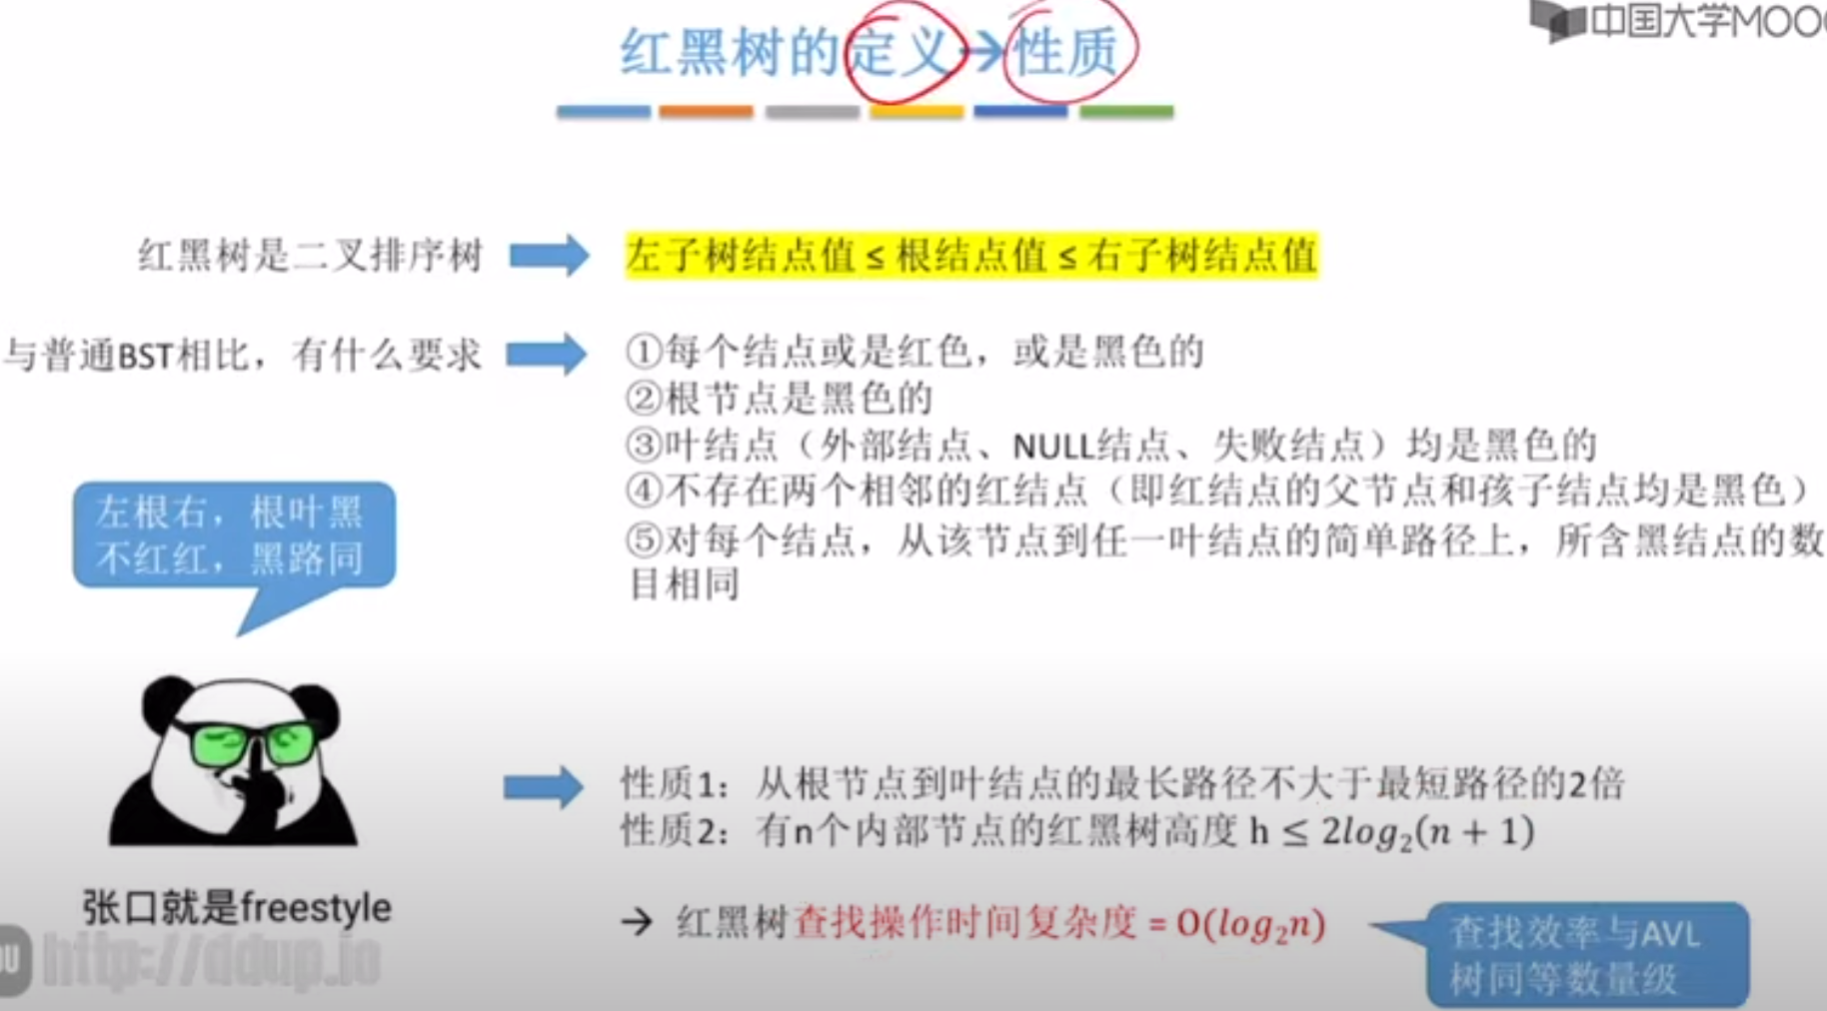 红黑树的定义→性质
中国大学MOO
红黑树是二叉排序树
左子树结点值 ≤ 根结点值 ≤ 右子树结点值
与普通BST相比，有什么要求
①每个结点或是红色，或是黑色的
②根节点是黑色的
③叶结点（外部结点、NULL结点、失败结点）均是黑色的
④不存在两个相邻的红结点（即红结点的父节点和孩子结点均是黑色）
⑤对每个结点，从该节点到任一叶结点的简单路径上，所含黑结点的数
目相同
左根右，根叶黑
不红红，黑路同
性质1：从根节点到叶结点的最长路径不大于最短路径的2倍
性质2：有n个内部节点的红黑树高度 h ≤ 2log₂(n + 1)
张口就是freestyle
→ 红黑树查找操作时间复杂度 = O(log₂n)
查找效率与AVL
树同等数量级
http://ddup.io